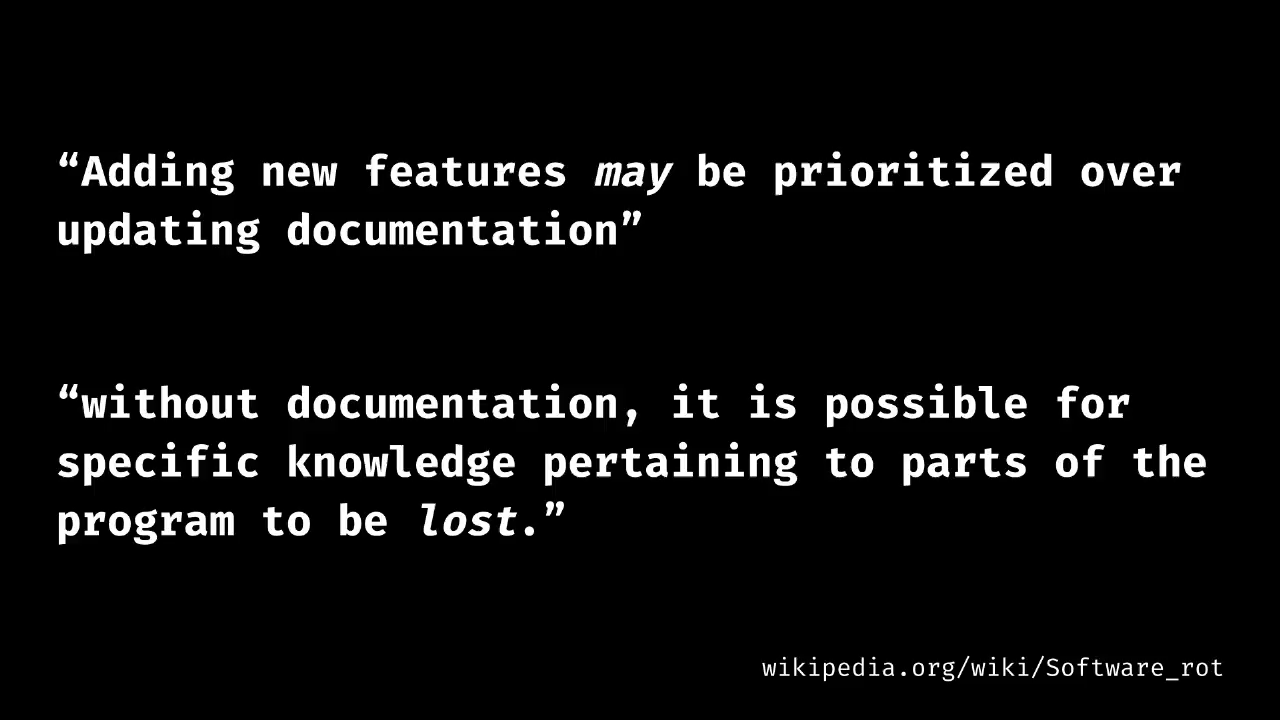 “Adding new features may be prioritized over
updating documentation”
“without documentation, it is possible for
specific knowledge pertaining to parts of the
program to be lost.”
wikipedia.org/wiki/Software_rot